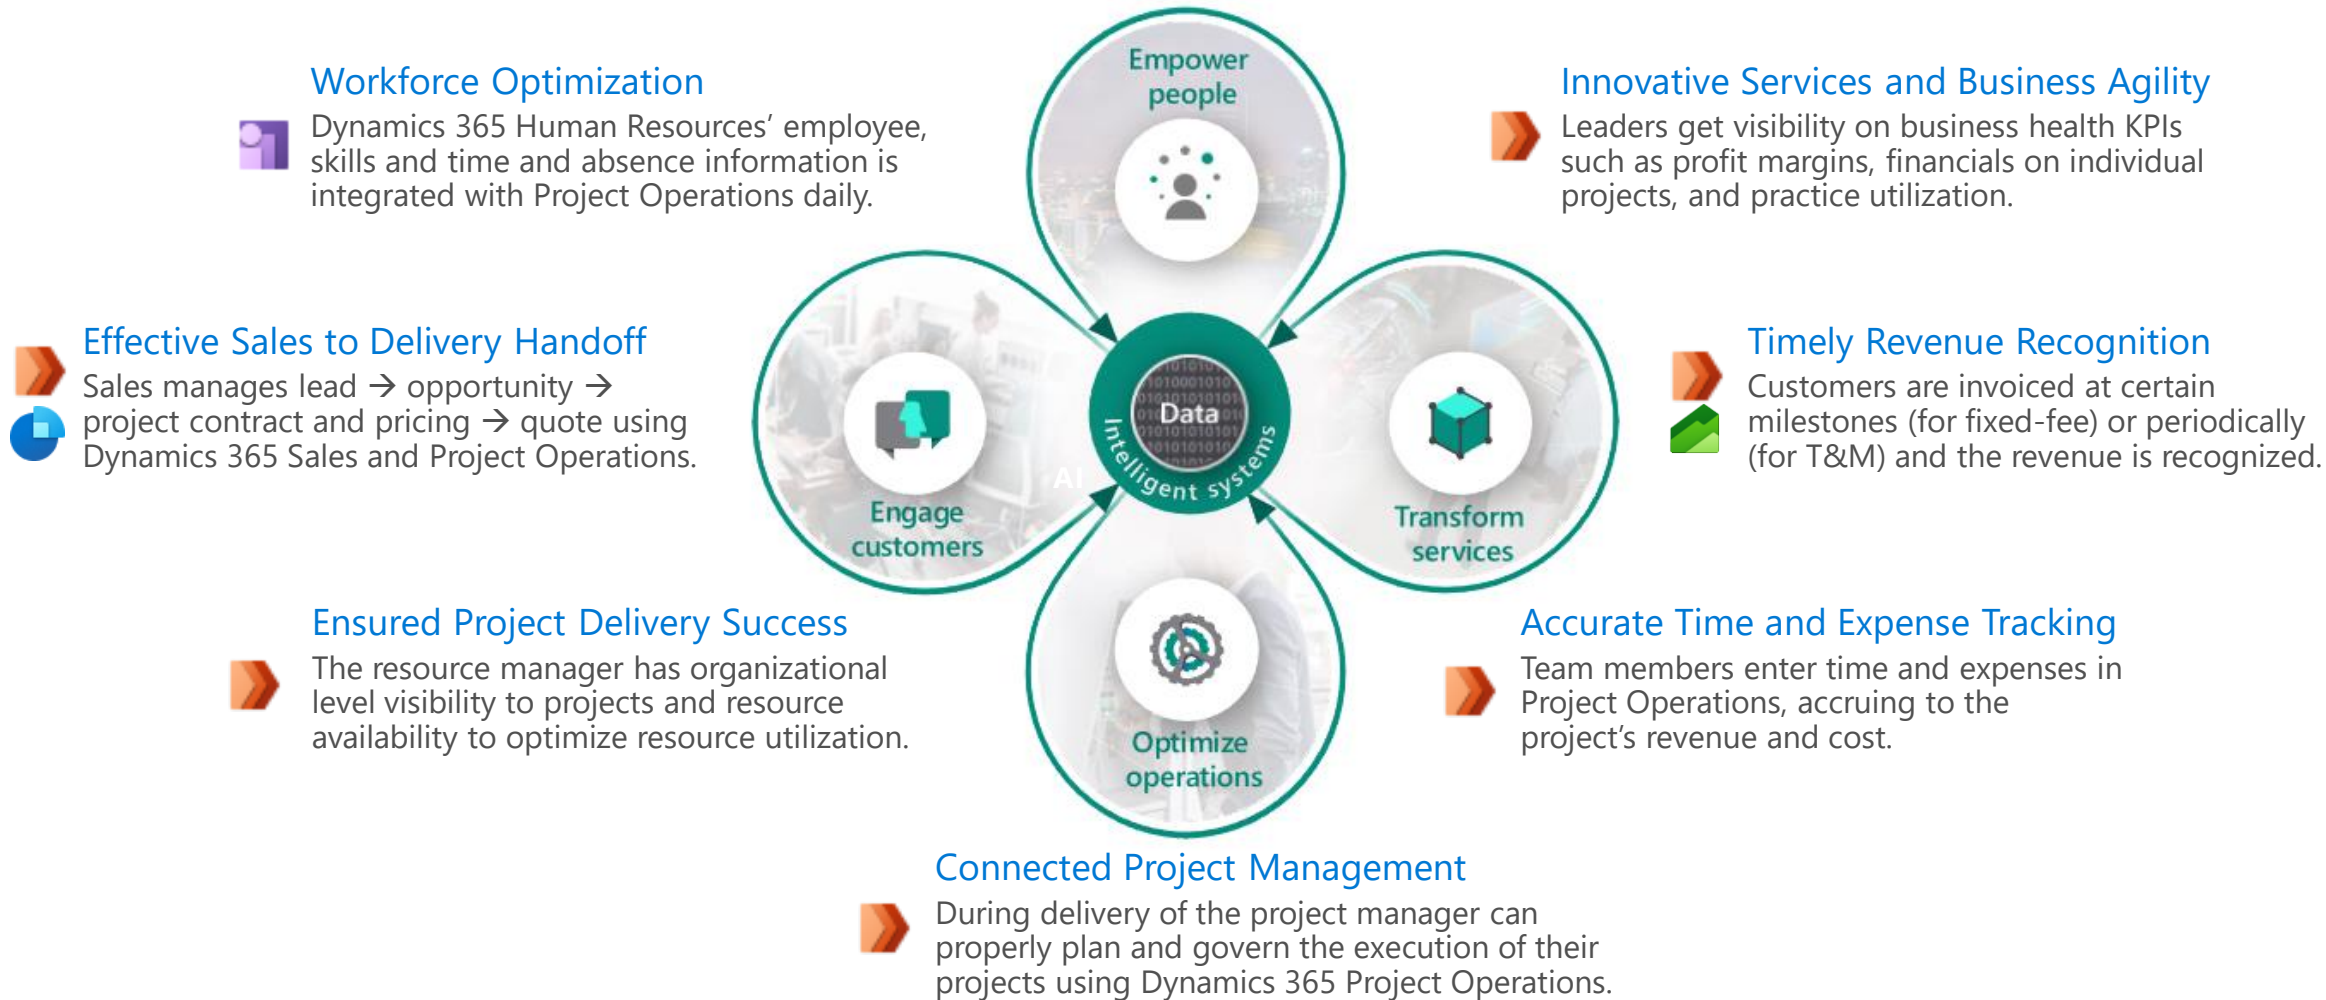 Workforce Optimization
Dynamics 365 Human Resources’ employee,
skills and time and absence information is
integrated with Project Operations daily.
Effective Sales to Delivery Handoff
Sales manages lead → opportunity →
project contract and pricing → quote using
Dynamics 365 Sales and Project Operations.
Ensured Project Delivery Success
The resource manager has organizational
level visibility to projects and resource
availability to optimize resource utilization.
Empower
people
Engage
customers
AI
Data
Intelligent systems
Transform
services
Optimize
operations
Innovative Services and Business Agility
Leaders get visibility on business health KPIs
such as profit margins, financials on individual
projects, and practice utilization.
Timely Revenue Recognition
Customers are invoiced at certain
milestones (for fixed-fee) or periodically
(for T&M) and the revenue is recognized.
Accurate Time and Expense Tracking
Team members enter time and expenses in
Project Operations, accruing to the
project’s revenue and cost.
Connected Project Management
During delivery of the project manager can
properly plan and govern the execution of their
projects using Dynamics 365 Project Operations.